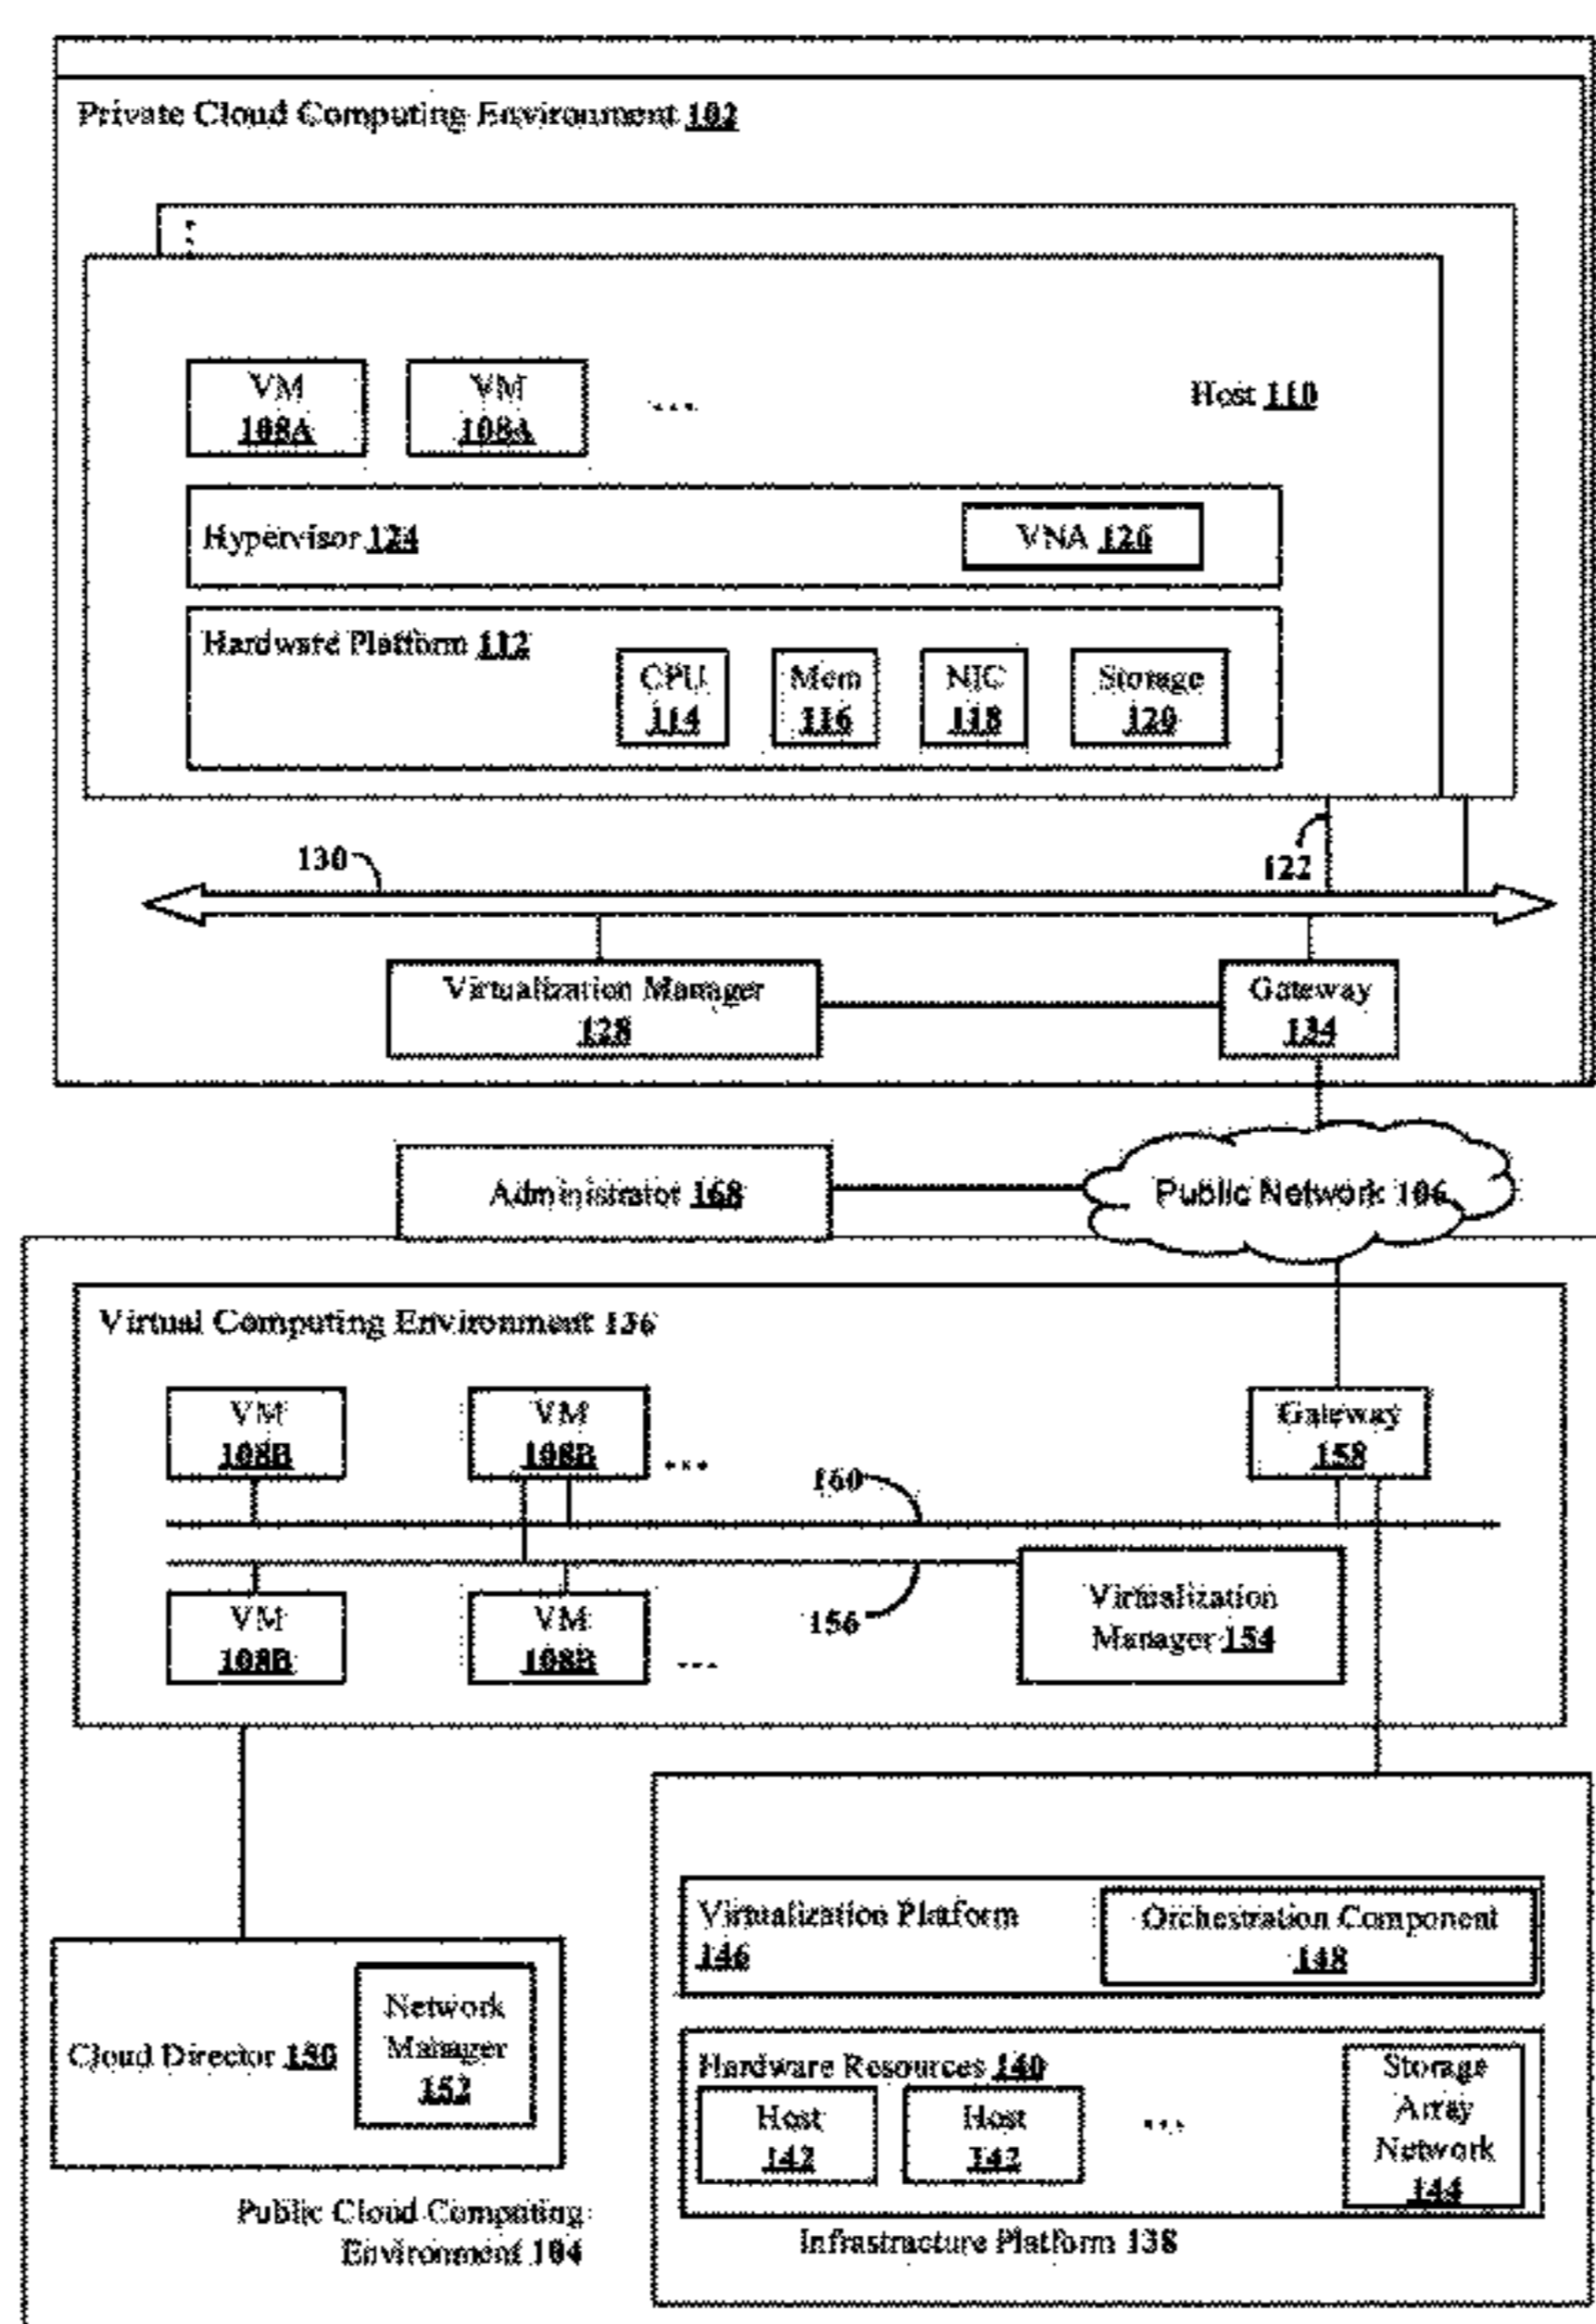 Private Cloud Computing Environment 102
VM
108A
VM
108A
...
Host 110
Hypervisor 124
VNA 126
Hardware Platform 112
CPU
114
Mem
116
NIC
118
Storage
120
130
122
Virtualization Manager
128
Gateway
134
Administrator 168
Public Network 106
Virtual Computing Environment 136
VM
108B
VM
108B
...
Gateway
158
160
VM
108B
VM
108B
...
156
Virtualization
Manager 154
Virtualization Platform
146
Orchestration Component
148
Cloud Director 150
Network
Manager
152
Hardware Resources 140
Host
142
Host
142
...
Storage
Array
Network
144
Public Cloud Computing
Environment 104
Infrastracture Platform 138